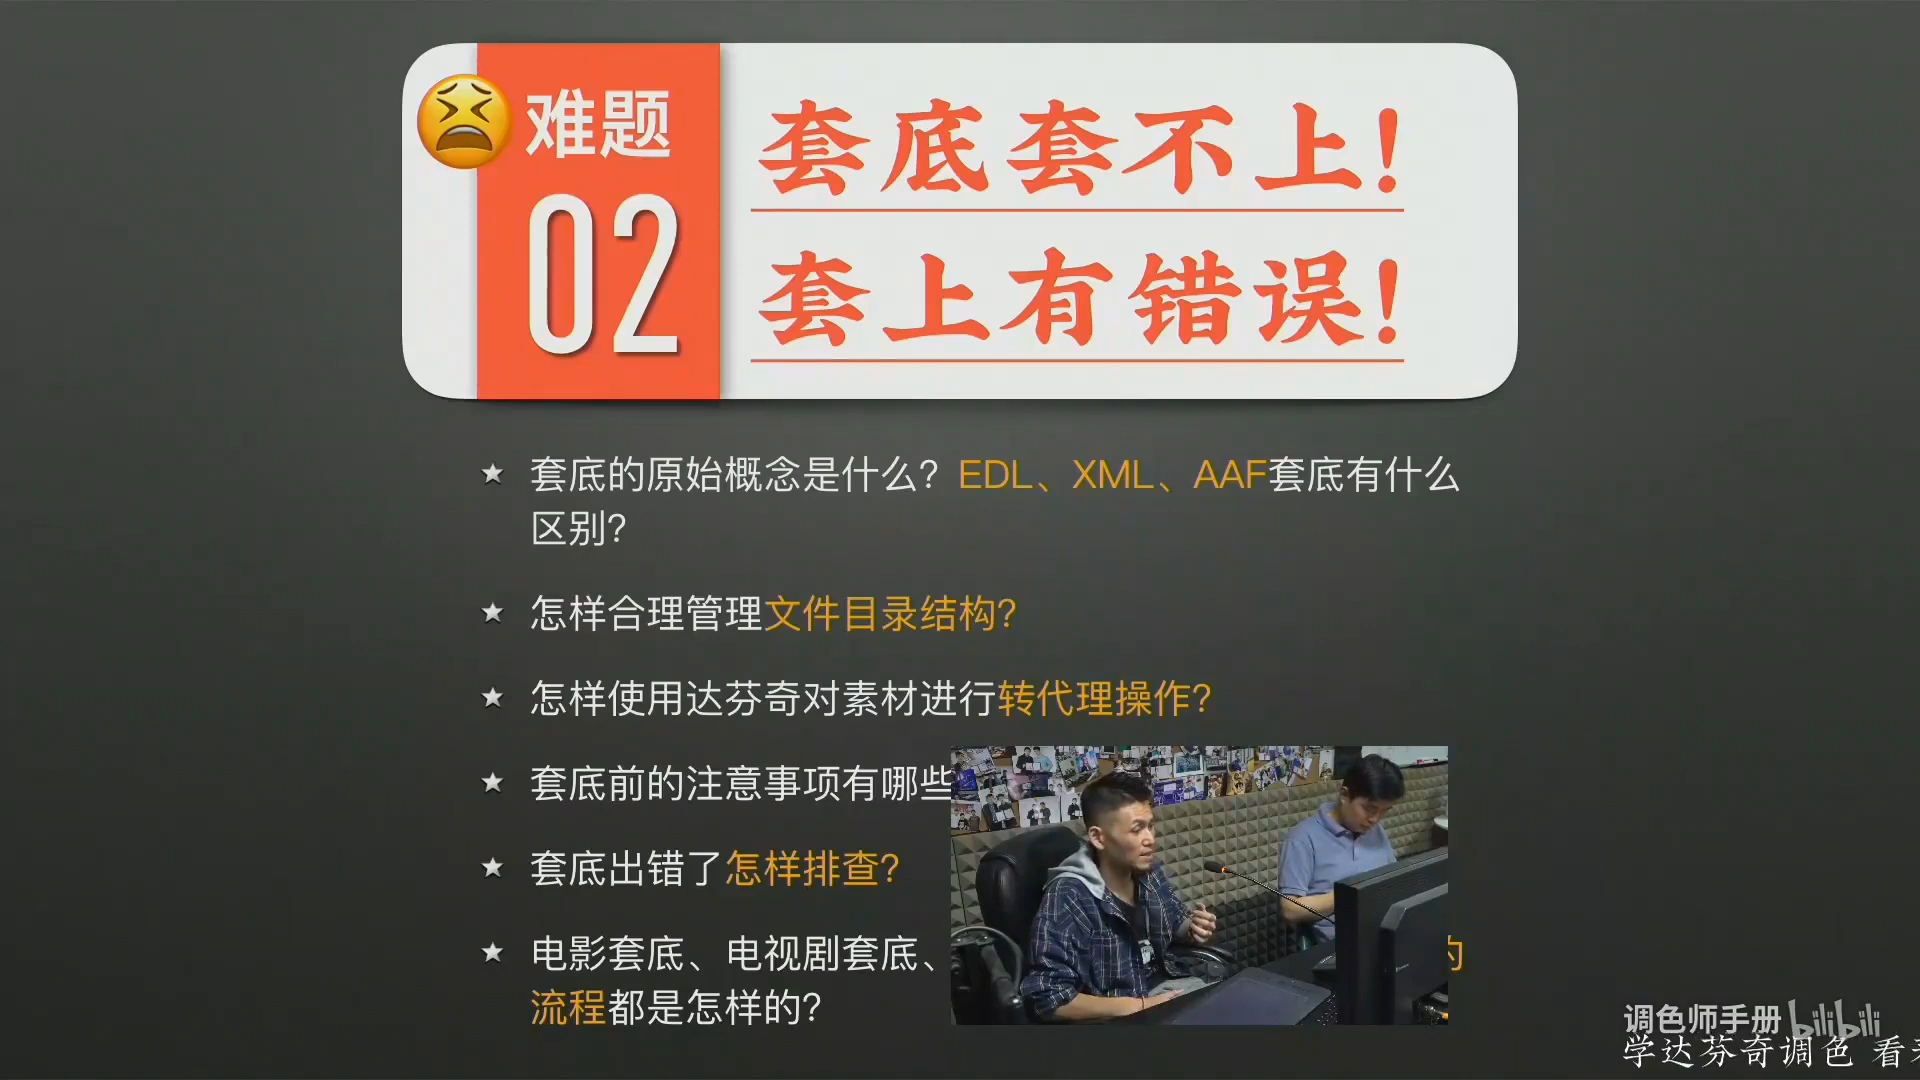 难题
02
套底套不上!
套上有错误!
★ 套底的原始概念是什么？EDL、XML、AAF套底有什么
区别？
★ 怎样合理管理文件目录结构？
★ 怎样使用达芬奇对素材进行转代理操作？
★ 套底前的注意事项有哪些
★ 套底出错了怎样排查？
★ 电影套底、电视剧套底、
流程都是怎样的？
调色师手册 bilibili
学达芬奇调色 看